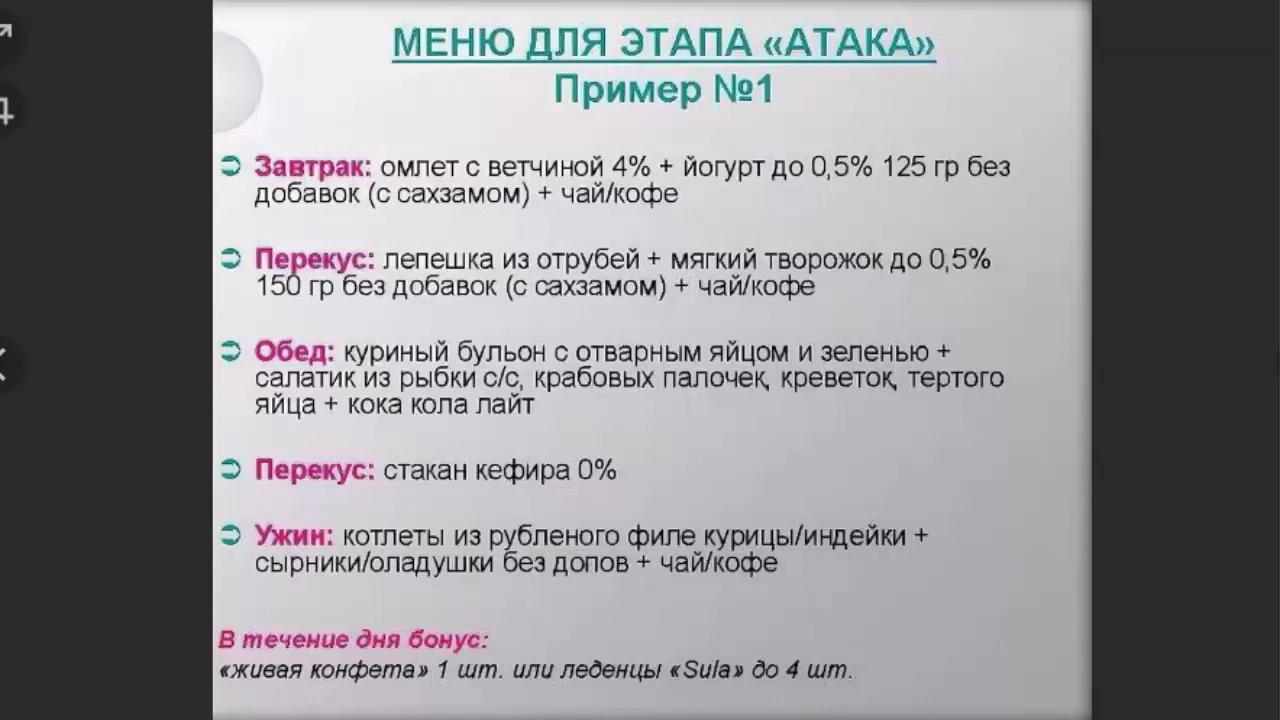 МЕНЮ ДЛЯ ЭТАПА «АТАКА»
Пример №1
Завтрак: омлет с ветчиной 4% + йогурт до 0,5% 125 гр без
добавок (с сахзамом) + чай/кофе
Перекус: лепешка из отрубей + мягкий творожок до 0,5%
150 гр без добавок (с сахзамом) + чай/кофе
Обед: куриный бульон с отварным яйцом и зеленью +
салатик из рыбки с/с, крабовых палочек, креветок, тертого
яйца + кока кола лайт
Перекус: стакан кефира 0%
Ужин: котлеты из рубленого филе курицы/индейки +
сырники/оладушки без допов + чай/кофе
В течение дня бонус:
«живая конфета» 1 шт. или леденцы «Sula» до 4 шт.